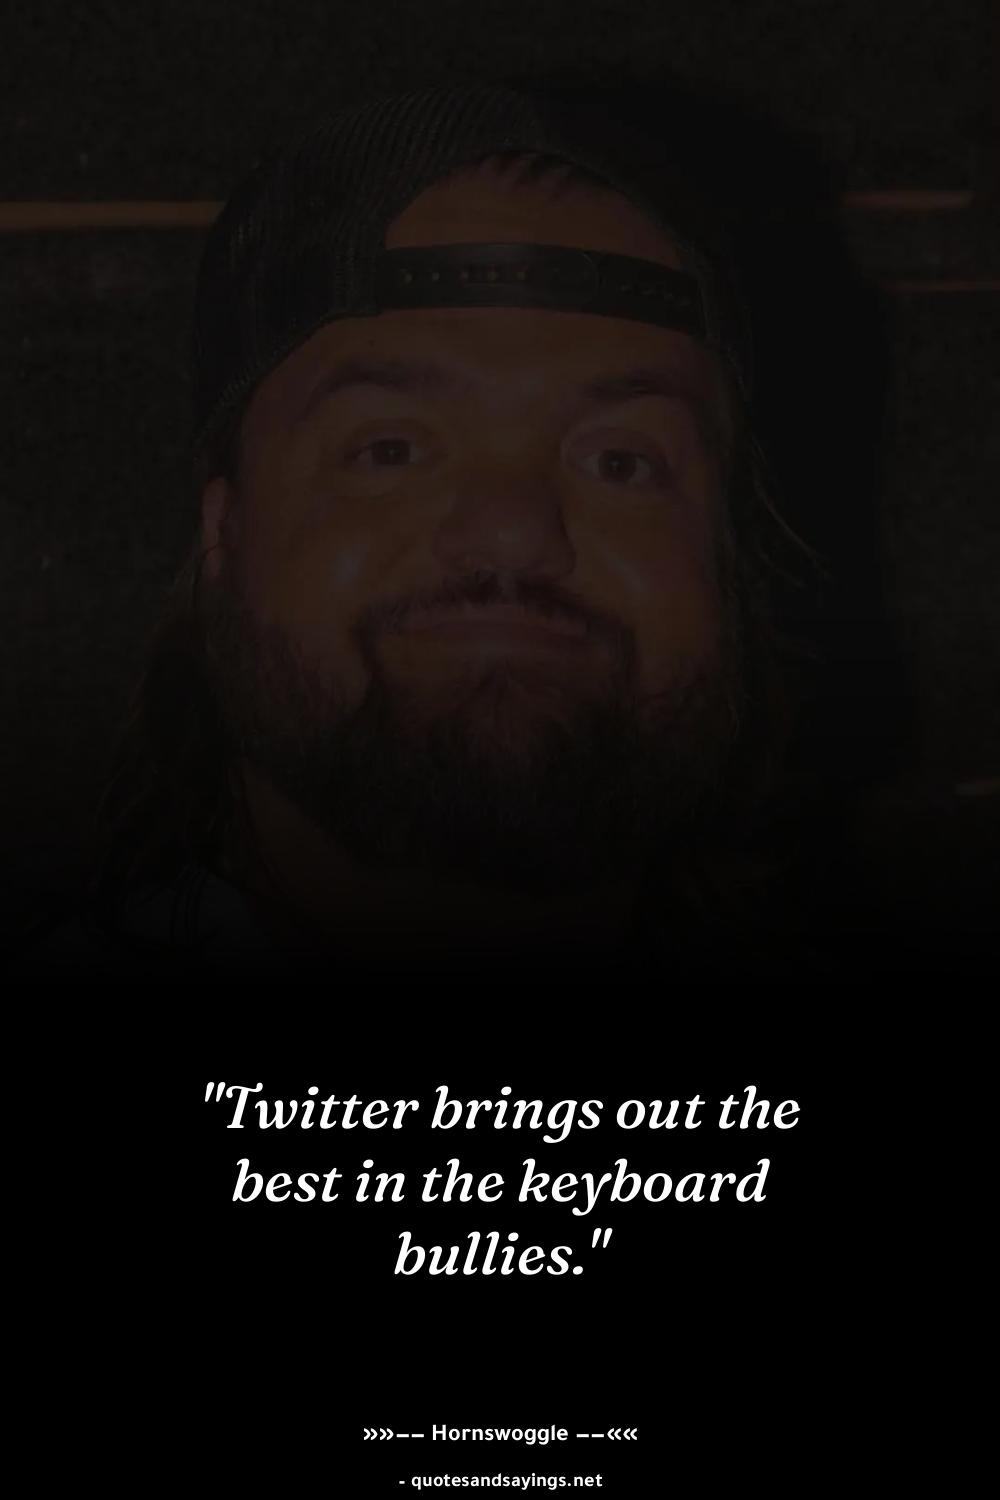 "Twitter brings out the
best in the keyboard
bullies."
»»–– Hornswoggle ––««
- quotesandsayings.net